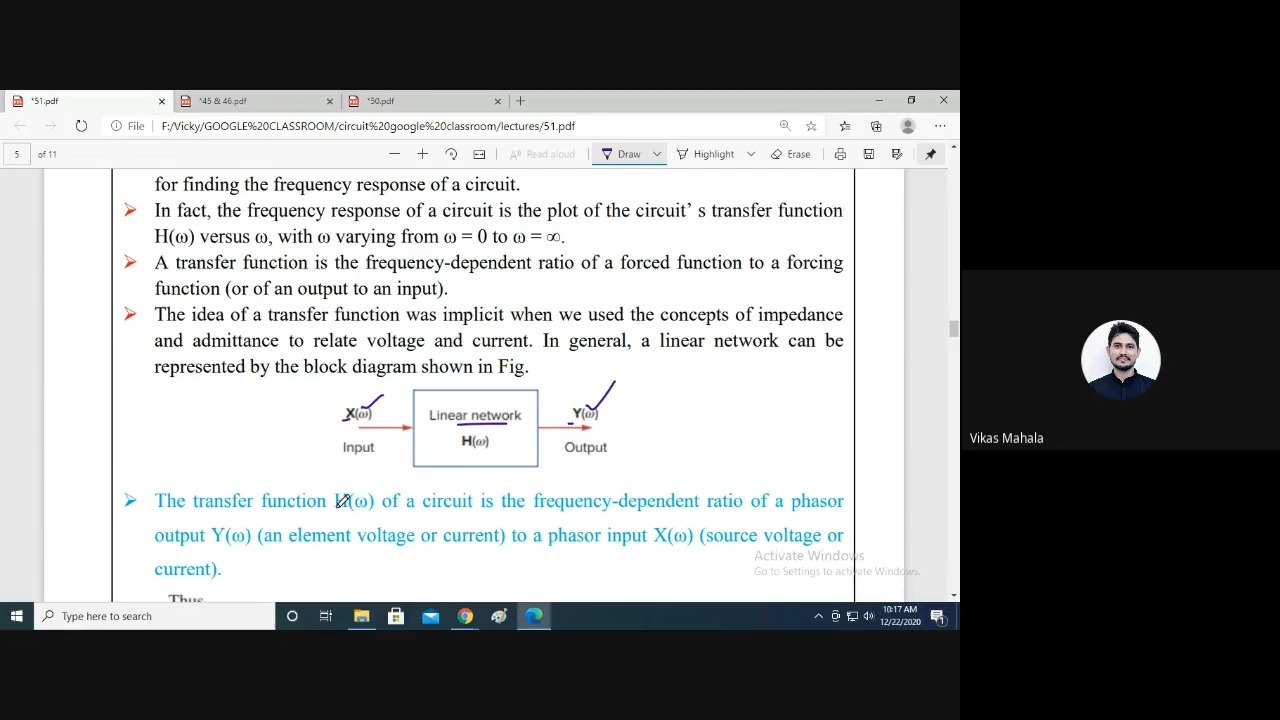 *51.pdf
*45 & 46.pdf
*50.pdf
File
F:/Vicky/GOOGLE%20CLASSROOM/circuit%20google%20classroom/lectures/51.pdf
5 of 11
Read aloud
Draw
Highlight
Erase
for finding the frequency response of a circuit.
In fact, the frequency response of a circuit is the plot of the circuit’ s transfer function
H(ω) versus ω, with ω varying from ω = 0 to ω = ∞.
A transfer function is the frequency-dependent ratio of a forced function to a forcing
function (or of an output to an input).
The idea of a transfer function was implicit when we used the concepts of impedance
and admittance to relate voltage and current. In general, a linear network can be
represented by the block diagram shown in Fig.
X(ω)
Input
Linear network
H(ω)
Y(ω)
Output
The transfer function H(ω) of a circuit is the frequency-dependent ratio of a phasor
output Y(ω) (an element voltage or current) to a phasor input X(ω) (source voltage or
current).
Thus
Activate Windows
Go to Settings to activate Windows.
Type here to search
10:17 AM
12/22/2020
1
Vikas Mahala